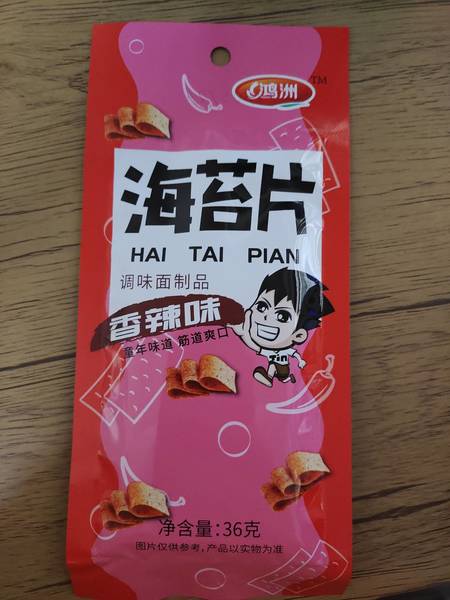 鸿洲 TM
海苔片
HAI TAI PIAN
调味面制品
香辣味
童年味道 筋道爽口
净含量:36克
图片仅供参考,产品以实物为准